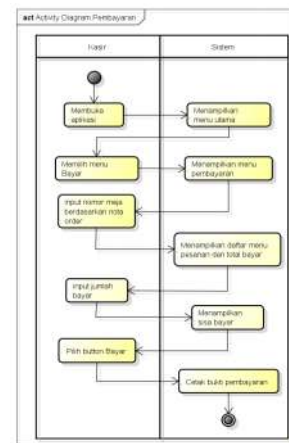 act Activity Diagram Pembayaran
Kasir
Sistem
Membuka
aplikasi
Menampilkan
menu utama
Memilih menu
Bayar
Menampilkan menu
pembayaran
Input nomor meja
berdasarkan nota
order
Menampilkan daftar menu
pesanan dan total bayar
Input jumlah
bayar
Menampilkan
sisa bayar
Pilih button Bayar
Cetak bukti pembayaran